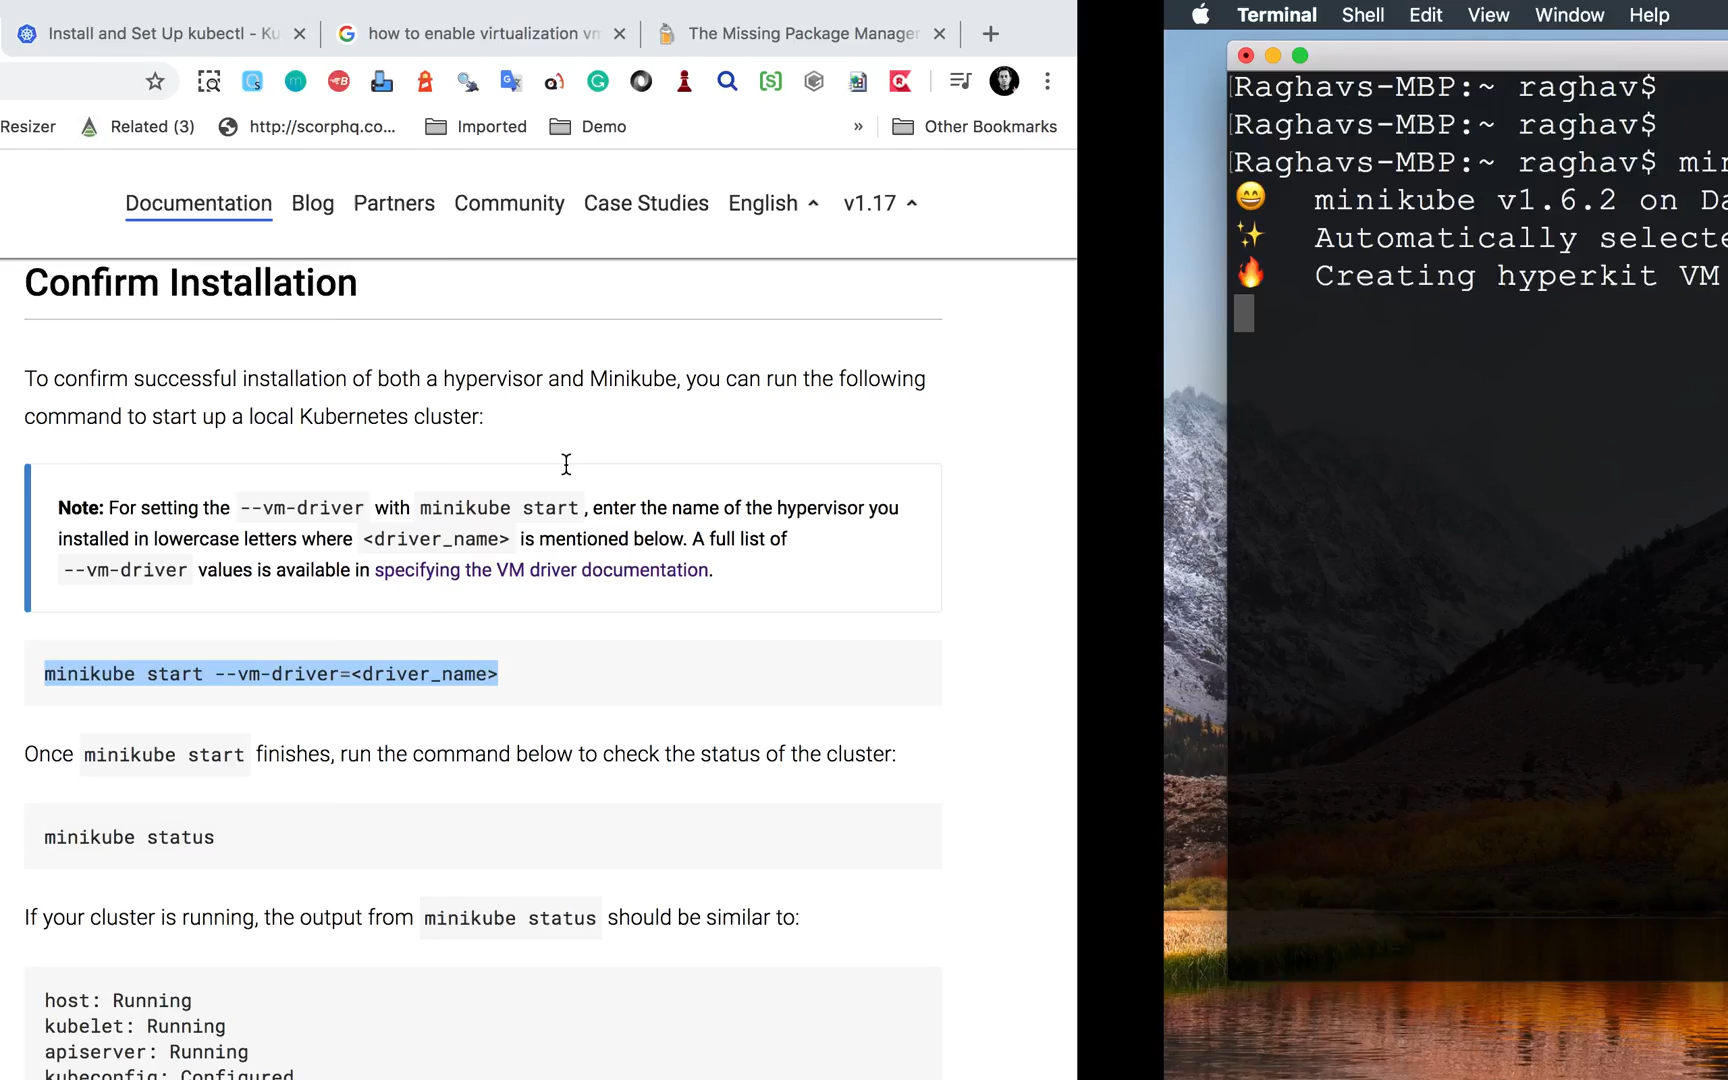 Install and Set Up kubectl - Ku
how to enable virtualization vm
The Missing Package Manager
Resizer
Related (3)
http://scorphq.co...
Imported
Demo
»
Other Bookmarks
Documentation
Blog
Partners
Community
Case Studies
English
v1.17
Confirm Installation
To confirm successful installation of both a hypervisor and Minikube, you can run the following
command to start up a local Kubernetes cluster:
Note: For setting the --vm-driver with minikube start, enter the name of the hypervisor you
installed in lowercase letters where <driver_name> is mentioned below. A full list of
--vm-driver values is available in specifying the VM driver documentation.
minikube start --vm-driver=<driver_name>
Once minikube start finishes, run the command below to check the status of the cluster:
minikube status
If your cluster is running, the output from minikube status should be similar to:
host: Running
kubelet: Running
apiserver: Running
kubeconfig: Configured
Terminal Shell Edit View Window Help
Raghavs-MBP:~ raghav$
Raghavs-MBP:~ raghav$
Raghavs-MBP:~ raghav$ min
minikube v1.6.2 on Da
Automatically selecte
Creating hyperkit VM